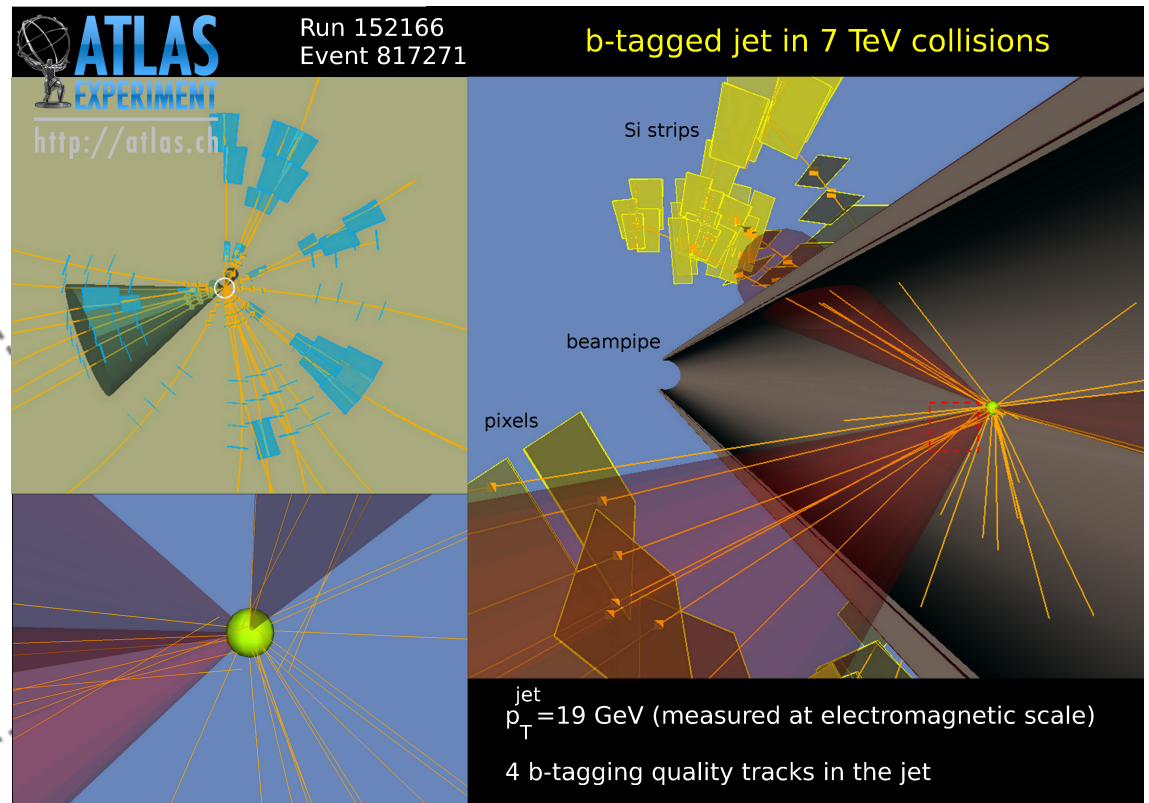 ATLAS
EXPERIMENT
http://atlas.ch
Run 152166
Event 817271
b-tagged jet in 7 TeV collisions
Si strips
beampipe
pixels
p_T^jet=19 GeV (measured at electromagnetic scale)
4 b-tagging quality tracks in the jet